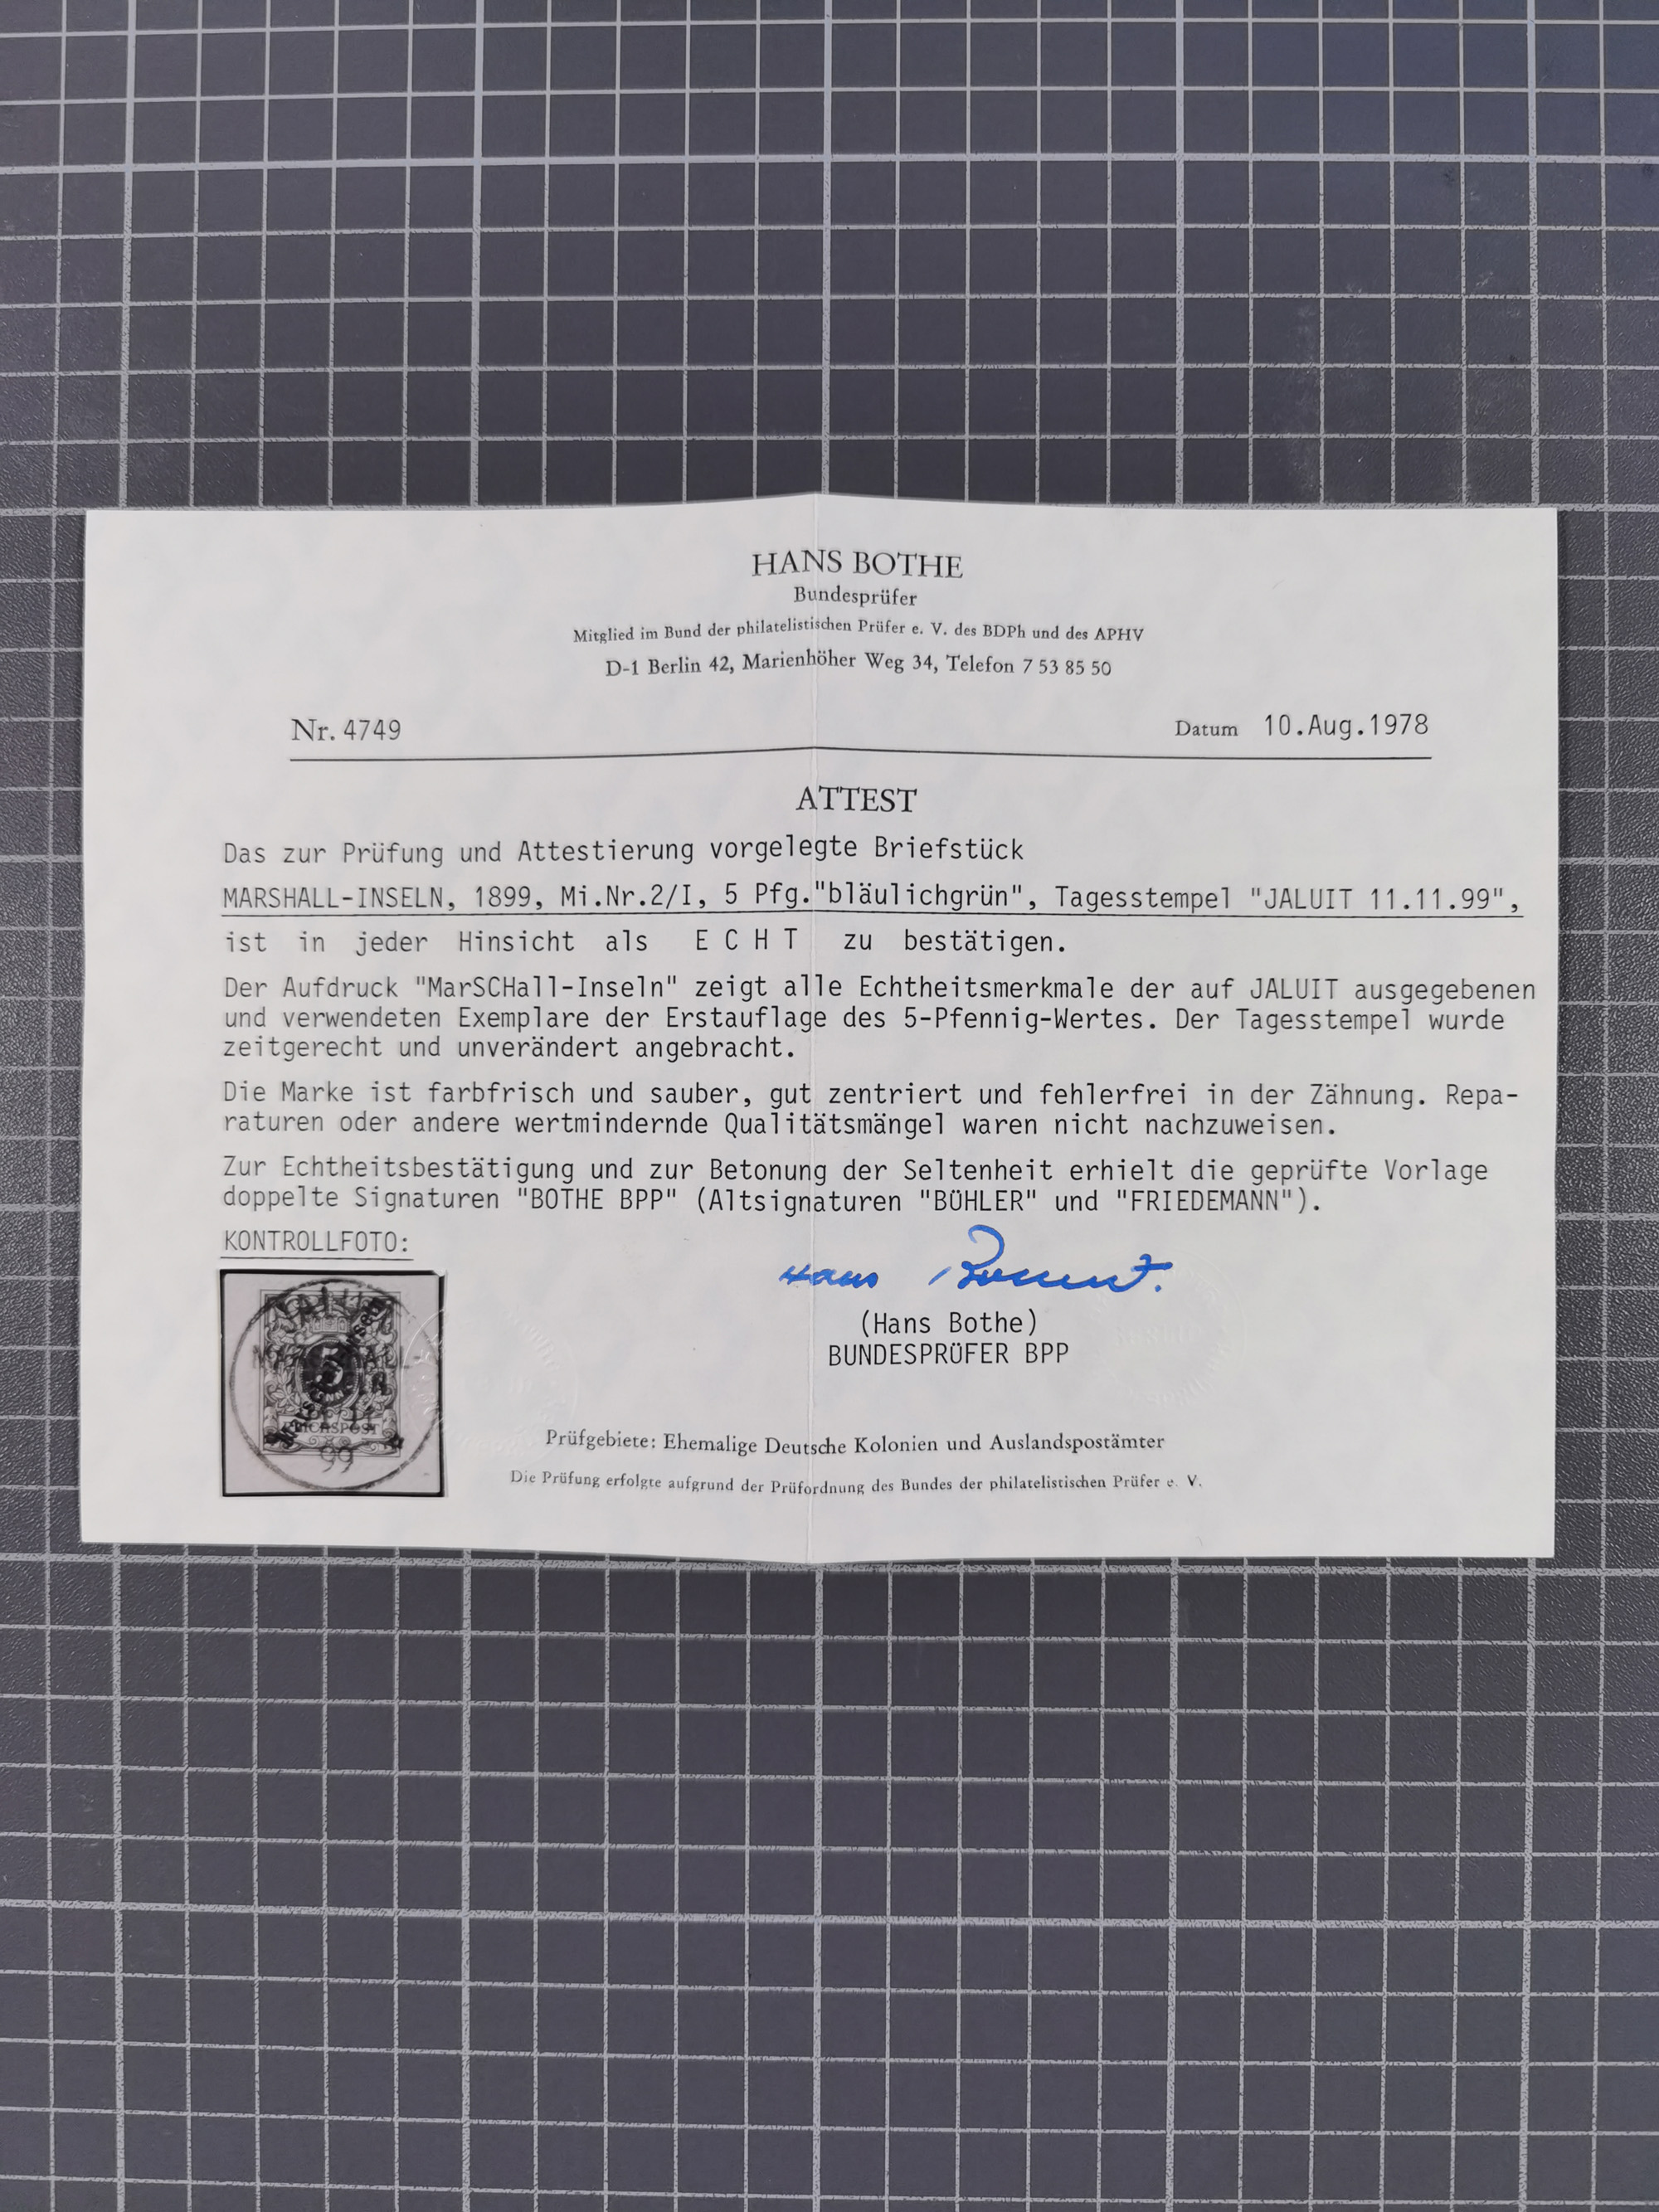 HANS BOTHE
Bundesprüfer
Mitglied im Bund der philatelistischen Prüfer e. V. des BDPh und des APHV
D-1 Berlin 42, Marienhöher Weg 34, Telefon 7 53 85 50
Nr. 4749 Datum 10.Aug.1978
ATTEST
Das zur Prüfung und Attestierung vorgelegte Briefstück
MARSHALL-INSELN, 1899, Mi.Nr.2/I, 5 Pfg."bläulichgrün", Tagesstempel "JALUIT 11.11.99",
ist in jeder Hinsicht als E C H T zu bestätigen.
Der Aufdruck "MarSCHall-Inseln" zeigt alle Echtheitsmerkmale der auf JALUIT ausgegebenen
und verwendeten Exemplare der Erstauflage des 5-Pfennig-Wertes. Der Tagesstempel wurde
zeitgerecht und unverändert angebracht.
Die Marke ist farbfrisch und sauber, gut zentriert und fehlerfrei in der Zähnung. Repa-
raturen oder andere wertmindernde Qualitätsmängel waren nicht nachzuweisen.
Zur Echtheitsbestätigung und zur Betonung der Seltenheit erhielt die geprüfte Vorlage
doppelte Signaturen "BOTHE BPP" (Altsignaturen "BÜHLER" und "FRIEDEMANN").
KONTROLLFOTO:
Hans
(Hans Bothe)
BUNDESPRÜFER BPP
5
REICHSPOST
99
Prüfgebiete: Ehemalige Deutsche Kolonien und Auslandspostämter
Die Prüfung erfolgte aufgrund der Prüfordnung des Bundes der philatelistischen Prüfer e. V.